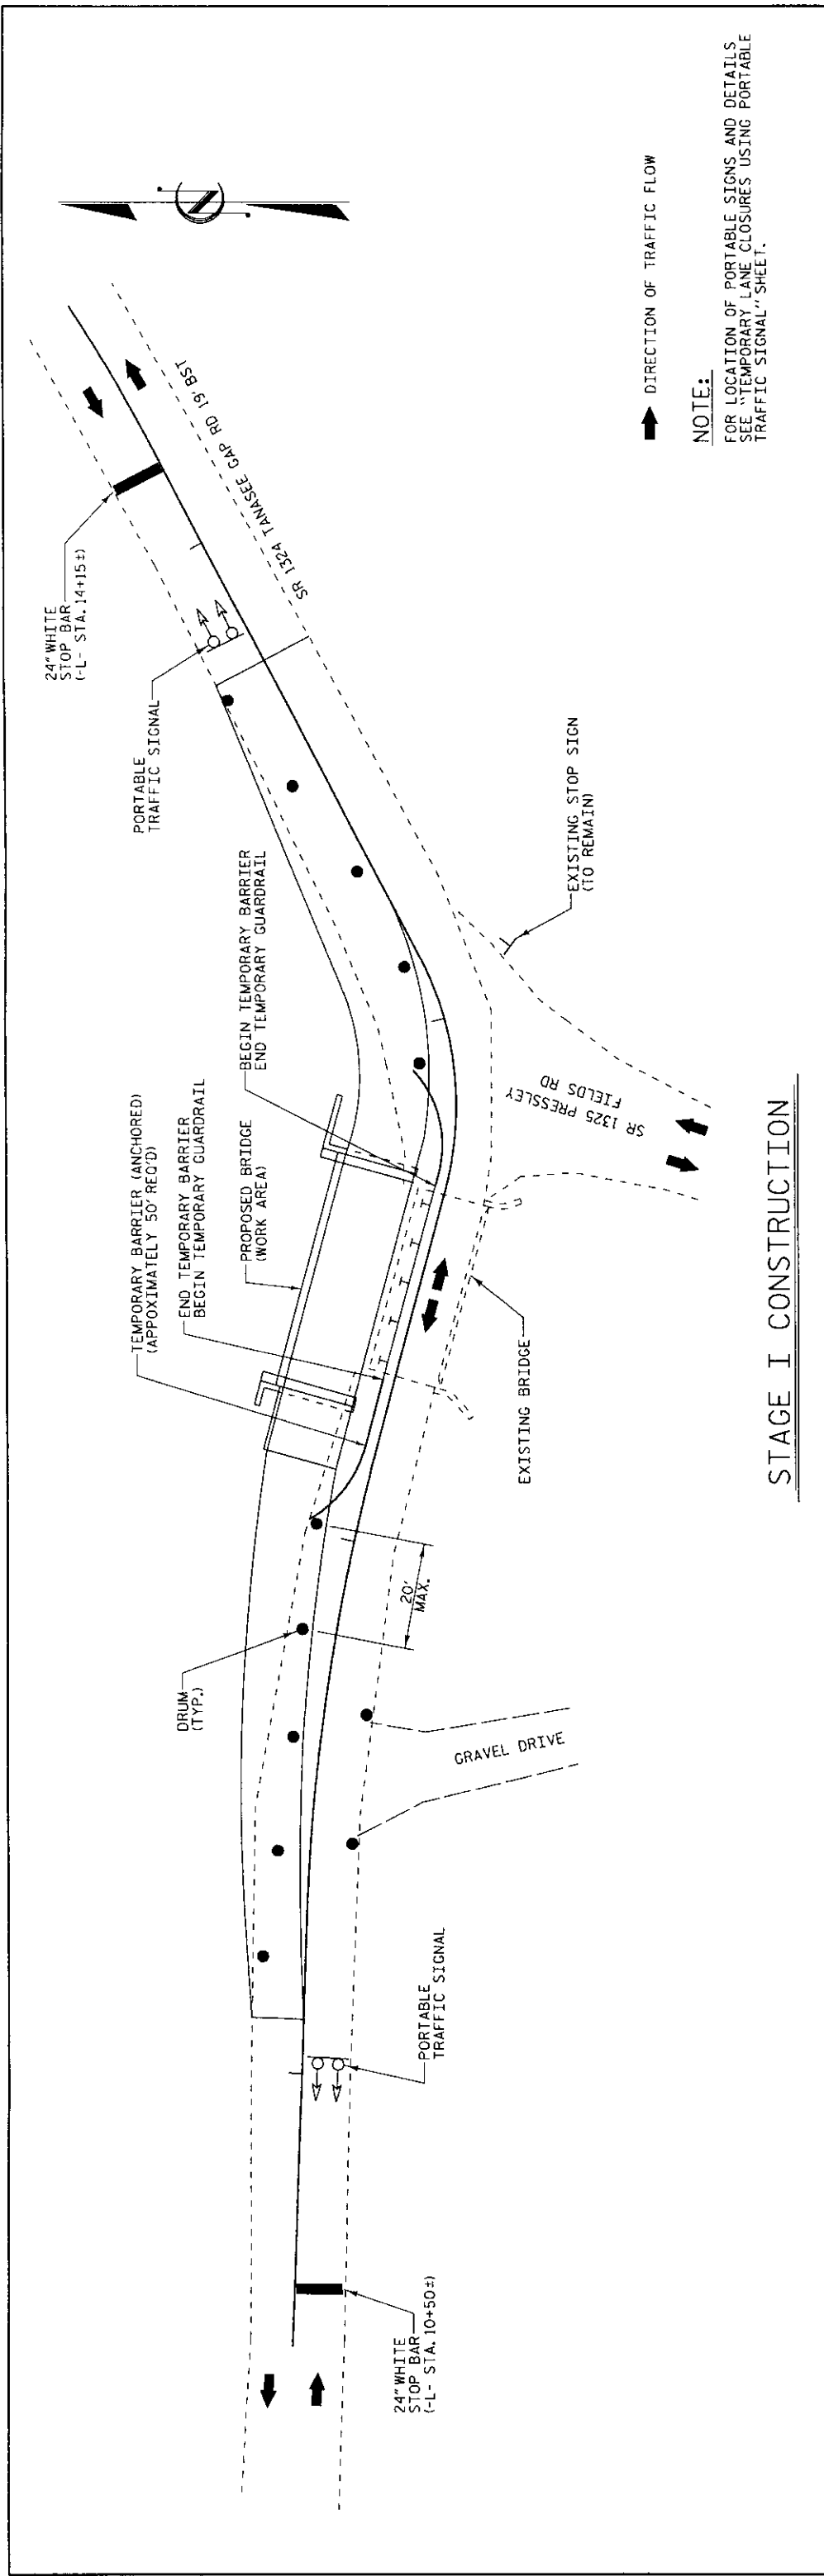 24" WHITE
STOP BAR
(-L- STA. 14+15±)
PORTABLE
TRAFFIC SIGNAL
SR 1324 TANASEE GAP RD 19' BST
TEMPORARY BARRIER (ANCHORED)
(APPOXIMATELY 50' REQ'D)
END TEMPORARY BARRIER
BEGIN TEMPORARY GUARDRAIL
PROPOSED BRIDGE
(WORK AREA)
BEGIN TEMPORARY BARRIER
END TEMPORARY GUARDRAIL
DRUM
(TYP.)
20'
MAX.
GRAVEL DRIVE
EXISTING BRIDGE
SR 1325 PRESSLEY
FIELDS RD
EXISTING STOP SIGN
(TO REMAIN)
PORTABLE
TRAFFIC SIGNAL
24" WHITE
STOP BAR
(-L- STA. 10+50±)
DIRECTION OF TRAFFIC FLOW
NOTE:
FOR LOCATION OF PORTABLE SIGNS AND DETAILS
SEE "TEMPORARY LANE CLOSURES USING PORTABLE
TRAFFIC SIGNAL" SHEET.
STAGE I CONSTRUCTION